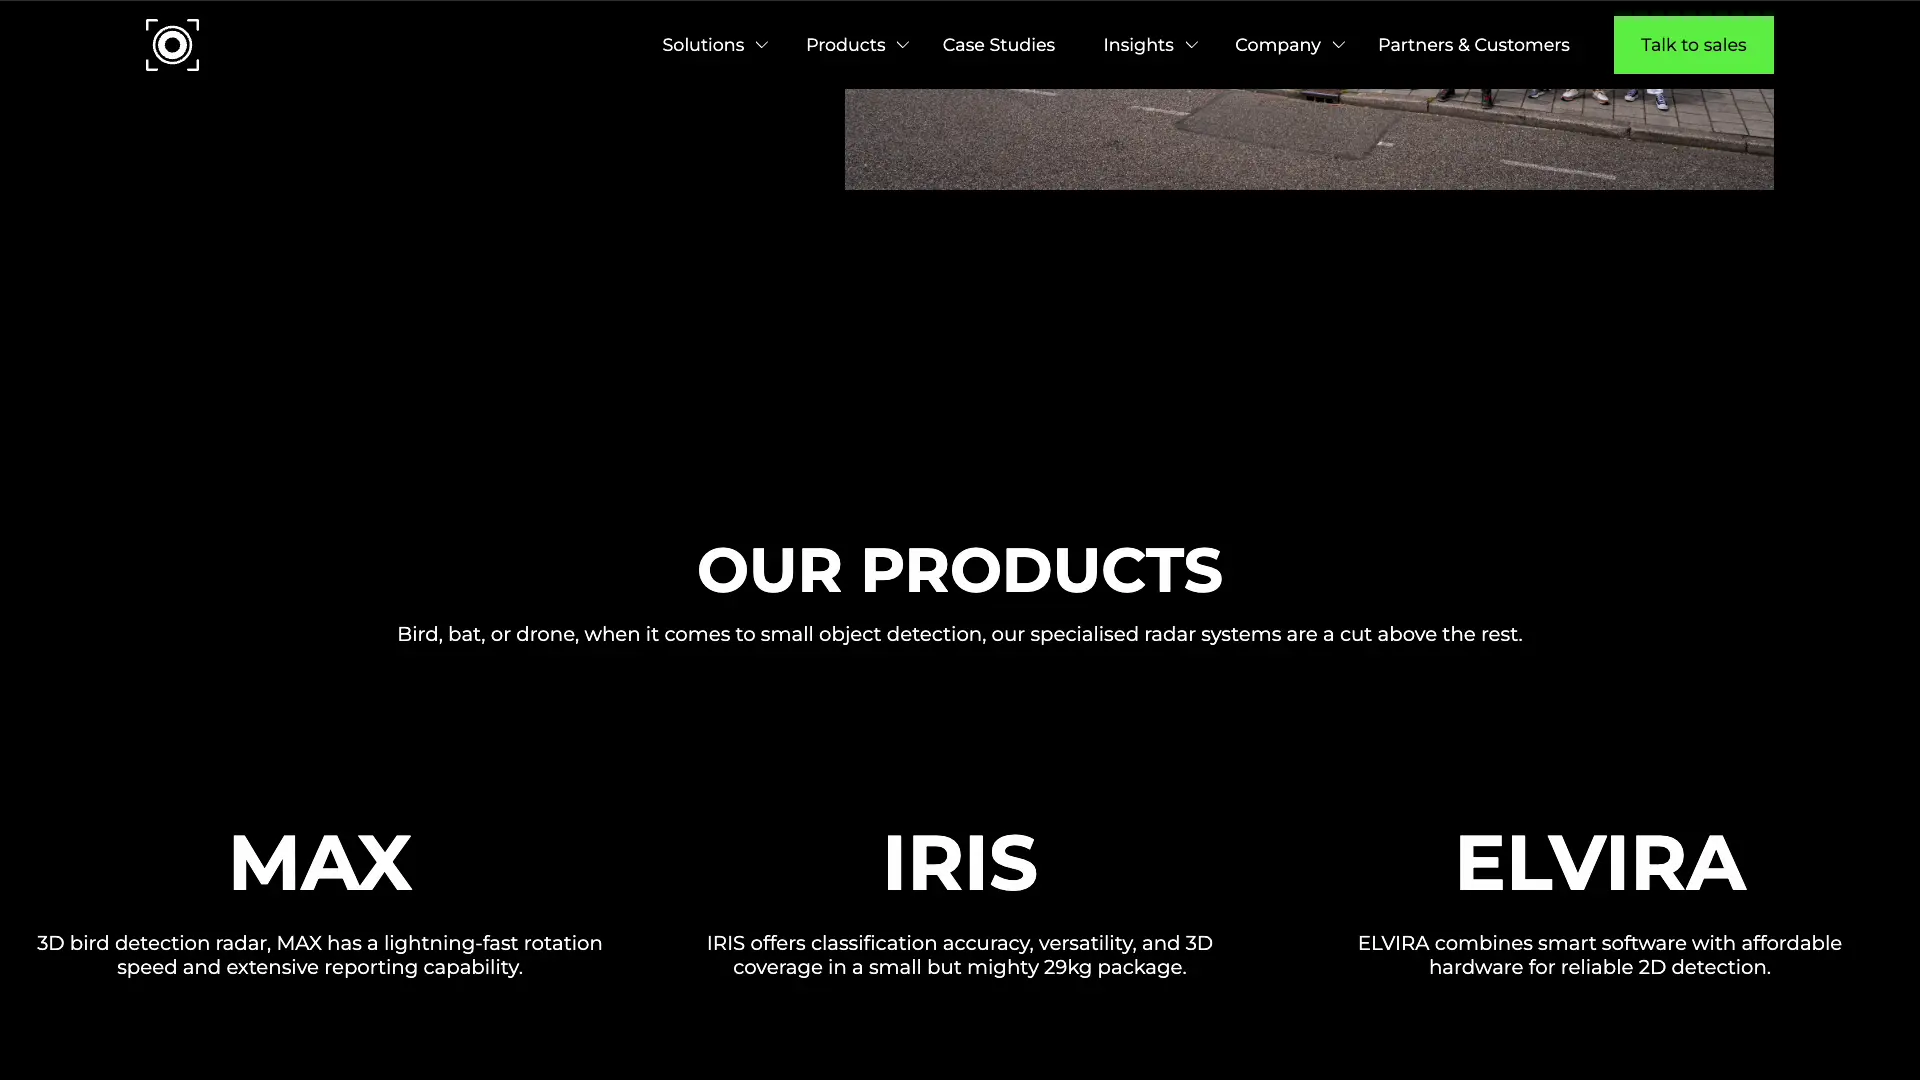 Solutions
Products
Case Studies
Insights
Company
Partners & Customers
Talk to sales
OUR PRODUCTS
Bird, bat, or drone, when it comes to small object detection, our specialised radar systems are a cut above the rest.
MAX
3D bird detection radar, MAX has a lightning-fast rotation
speed and extensive reporting capability.
IRIS
IRIS offers classification accuracy, versatility, and 3D
coverage in a small but mighty 29kg package.
ELVIRA
ELVIRA combines smart software with affordable
hardware for reliable 2D detection.